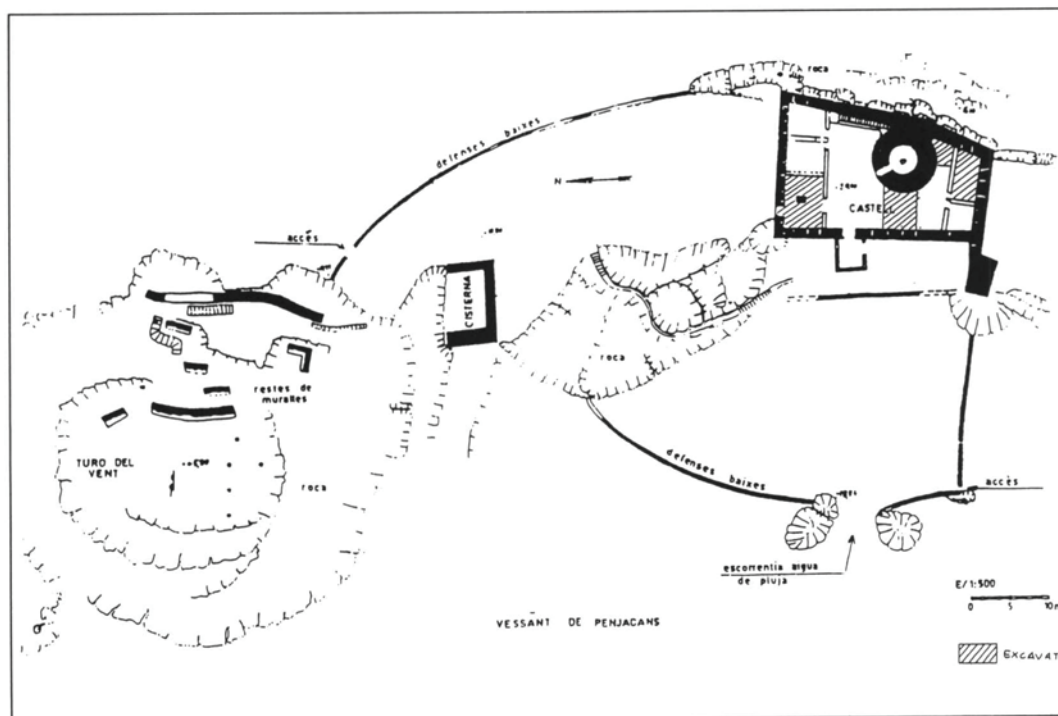 roca
defenses baixes
N
CASTELL
accés
CISTERNA
roca
restes de
muralles
TURO DEL
VENT
roca
defenses baixes
accés
escorrentia aigua
de pluja
E/1:500
0 5 10
VESSANT DE PENJACANS
EXCAVAT